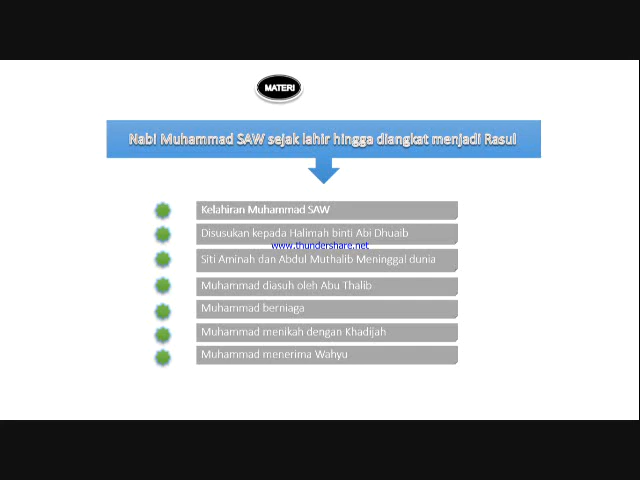 MATERI
Nabi Muhammad SAW sejak lahir hingga diangkat menjadi Rasul
Kelahiran Muhammad SAW
Disusukan kepada Halimah binti Abi Dhuaib
www.thundershare.net
Siti Aminah dan Abdul Muthalib Meninggal dunia
Muhammad diasuh oleh Abu Thalib
Muhammad berniaga
Muhammad menikah dengan Khadijah
Muhammad menerima Wahyu